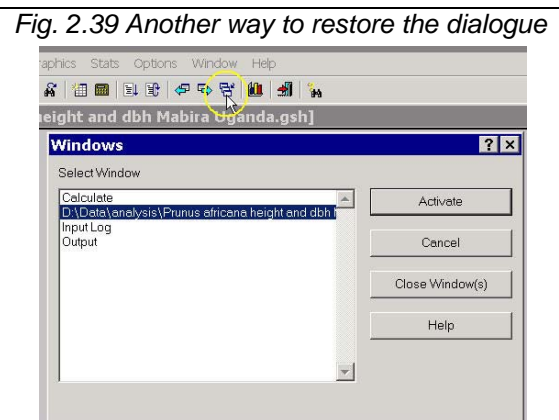 Fig. 2.39 Another way to restore the dialogue
aphics Stats Options Window Help
eight and dbh Mabira Uganda.gsh]
Windows
Select Window
Calculate
D:\Data\analysis\Prunus africana height and dbh
Input Log
Output
Activate
Cancel
Close Window(s)
Help